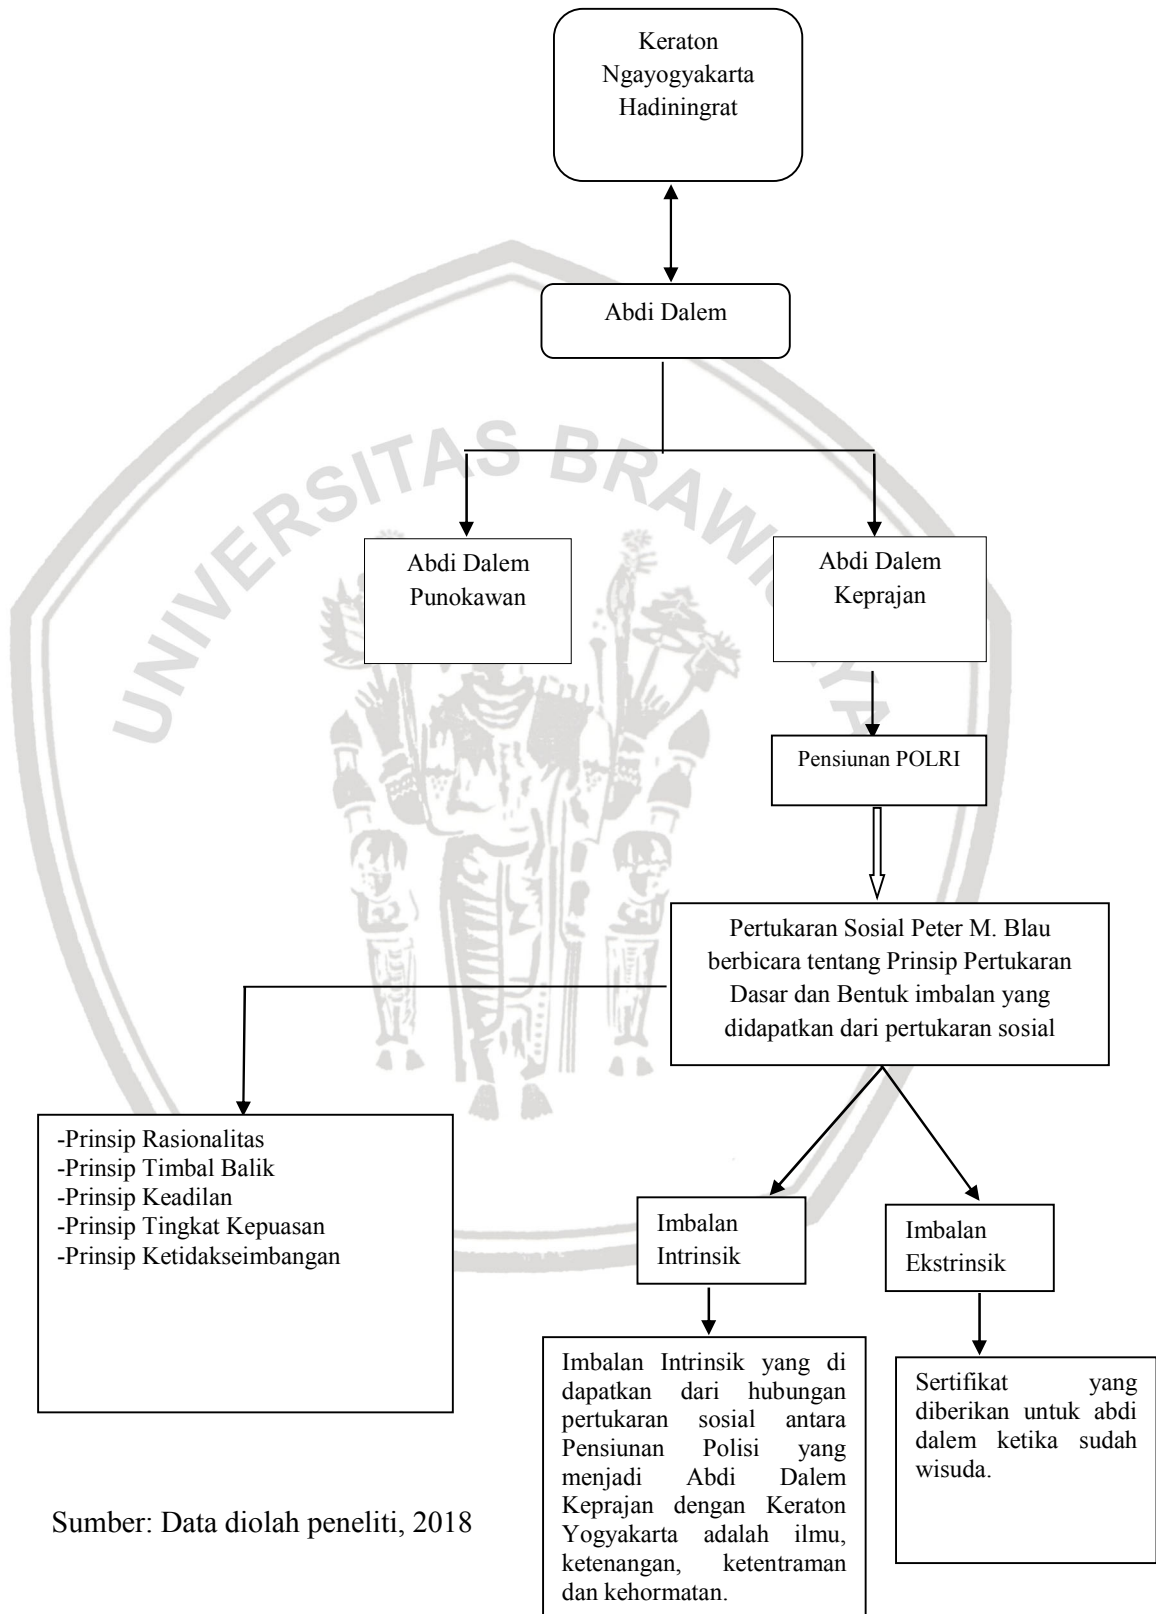 Keraton
Ngayogyakarta
Hadiningrat
Abdi Dalem
UNIVERSITAS BRAWIJAYA
Abdi Dalem
Punokawan
Abdi Dalem
Keprajan
Pensiunan POLRI
Pertukaran Sosial Peter M. Blau
berbicara tentang Prinsip Pertukaran
Dasar dan Bentuk imbalan yang
didapatkan dari pertukaran sosial
-Prinsip Rasionalitas
-Prinsip Timbal Balik
-Prinsip Keadilan
-Prinsip Tingkat Kepuasan
-Prinsip Ketidakseimbangan
Imbalan
Intrinsik
Imbalan
Ekstrinsik
Imbalan Intrinsik yang di
dapatkan dari hubungan
pertukaran sosial antara
Pensiunan Polisi yang
menjadi Abdi Dalem
Keprajan dengan Keraton
Yogyakarta adalah ilmu,
ketenangan, ketentraman
dan kehormatan.
Sertifikat yang
diberikan untuk abdi
dalem ketika sudah
wisuda.
Sumber: Data diolah peneliti, 2018